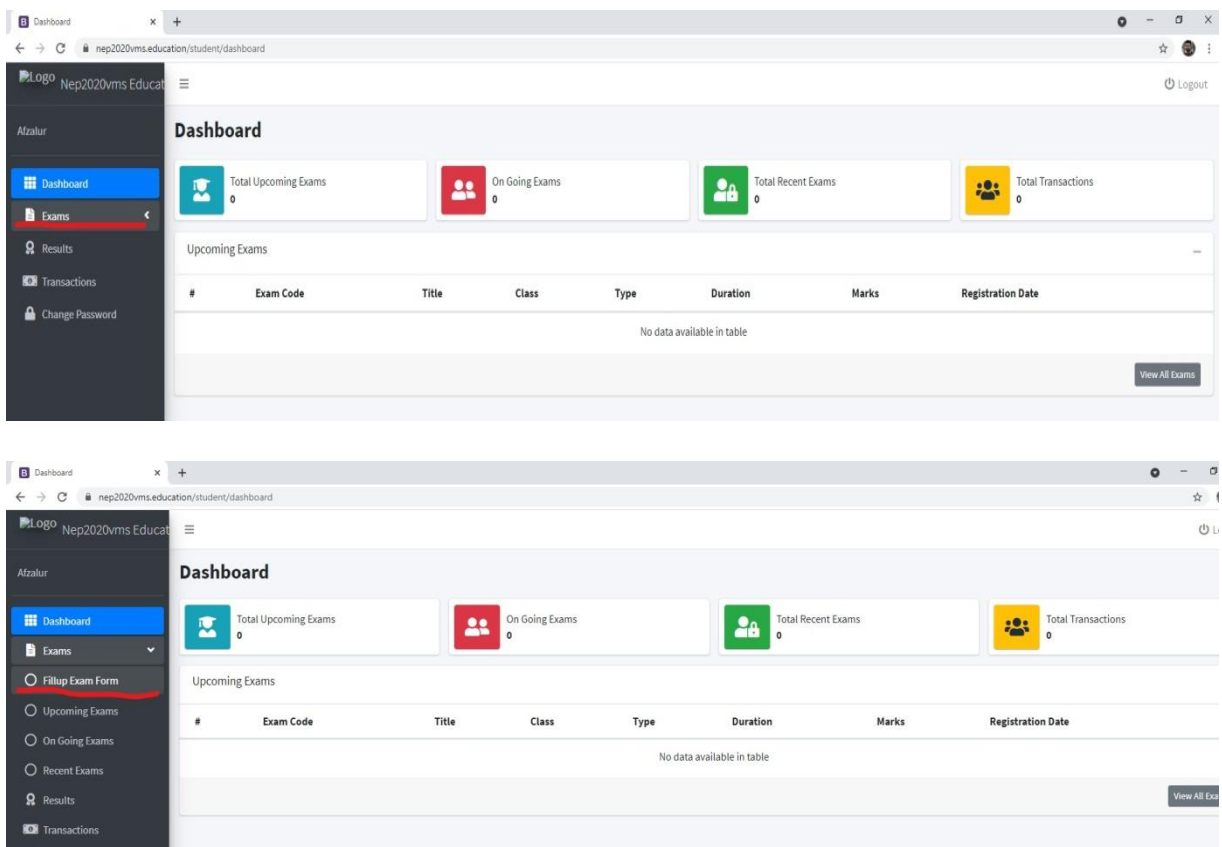 Dashboard
nep2020vms.education/student/dashboard
Logo Nep2020vms Educat
Logout
Afzalur
Dashboard
Dashboard
Exams
Results
Transactions
Change Password
Total Upcoming Exams
0
On Going Exams
0
Total Recent Exams
0
Total Transactions
0
Upcoming Exams
# Exam Code Title Class Type Duration Marks Registration Date
No data available in table
View All Exams
Dashboard
nep2020vms.education/student/dashboard
Logo Nep2020vms Educat
Lo
Afzalur
Dashboard
Dashboard
Exams
Fillup Exam Form
Upcoming Exams
On Going Exams
Recent Exams
Results
Transactions
Total Upcoming Exams
0
On Going Exams
0
Total Recent Exams
0
Total Transactions
0
Upcoming Exams
# Exam Code Title Class Type Duration Marks Registration Date
No data available in table
View All Exa